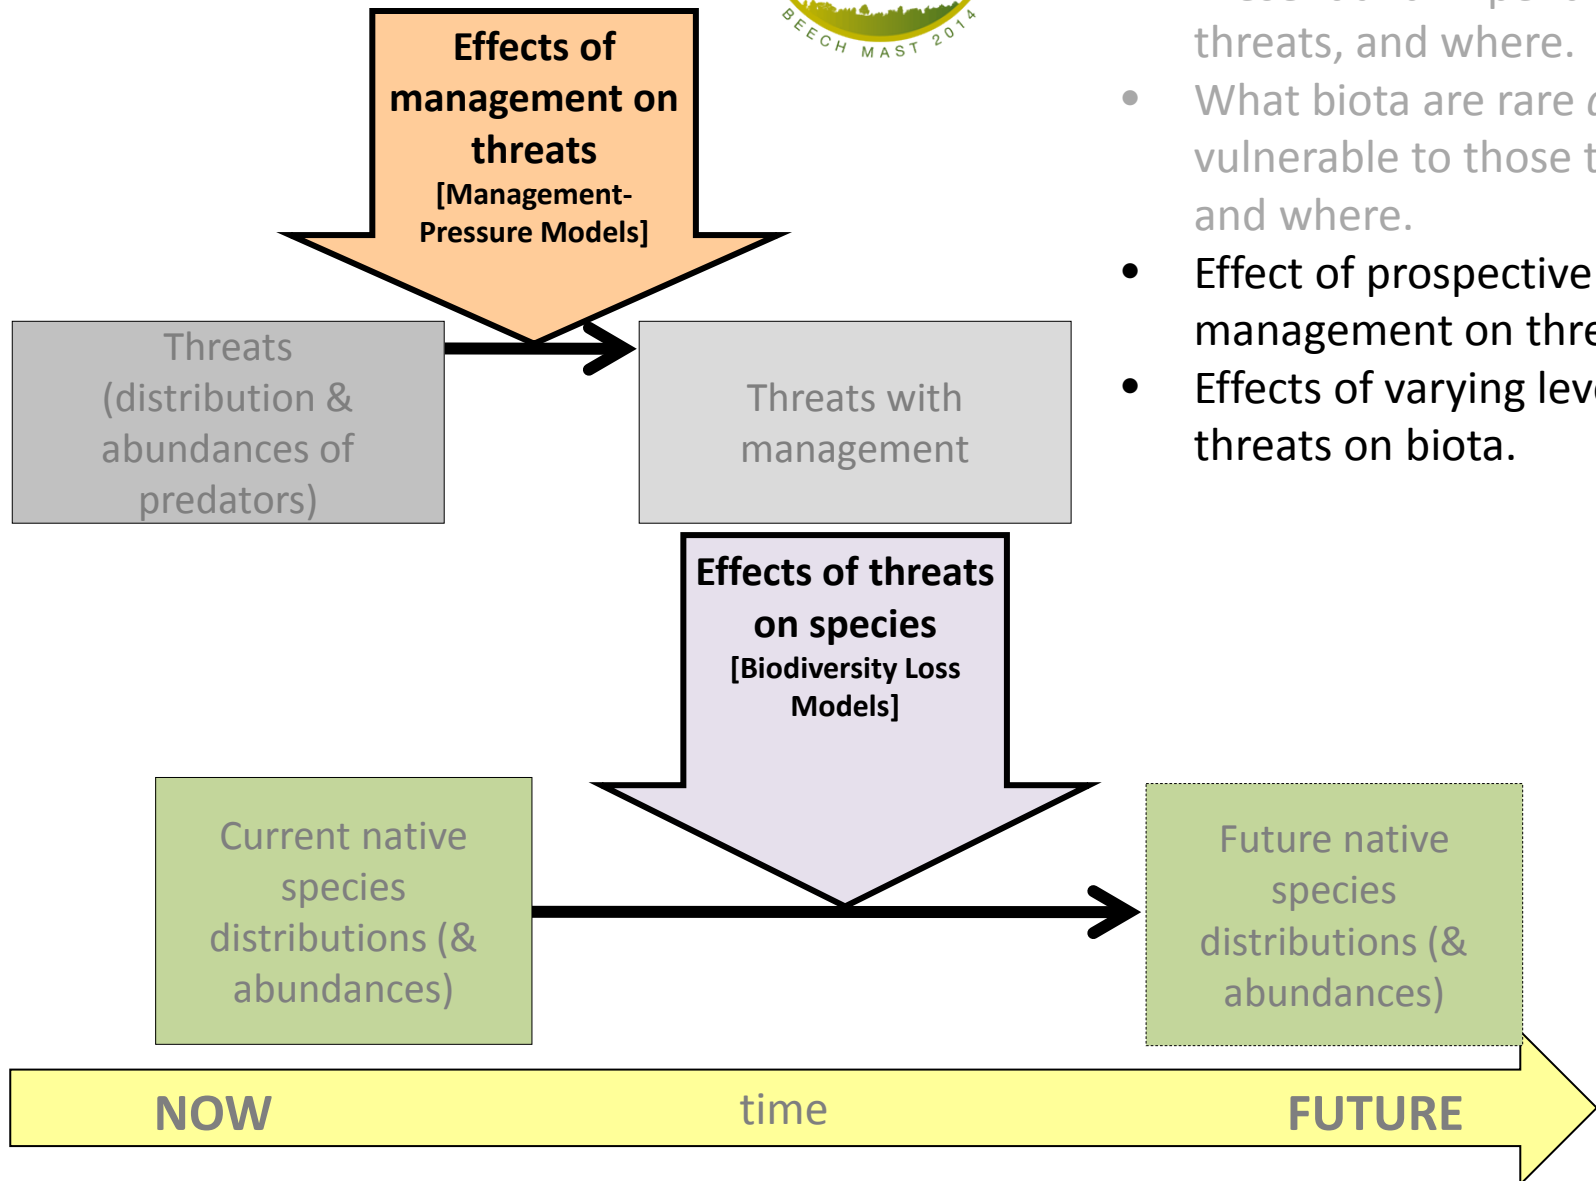 BEECH MAST 2014
Effects of
management on
threats
[Management-
Pressure Models]
threats, and where.
• What biota are rare
vulnerable to those
and where.
• Effect of prospective
management on
• Effects of varying
threats on biota.
Threats
(distribution &
abundances of
predators)
Threats with
management
Effects of threats
on species
[Biodiversity Loss
Models]
Current native
species
distributions (&
abundances)
Future native
species
distributions (&
abundances)
NOW
time
FUTURE